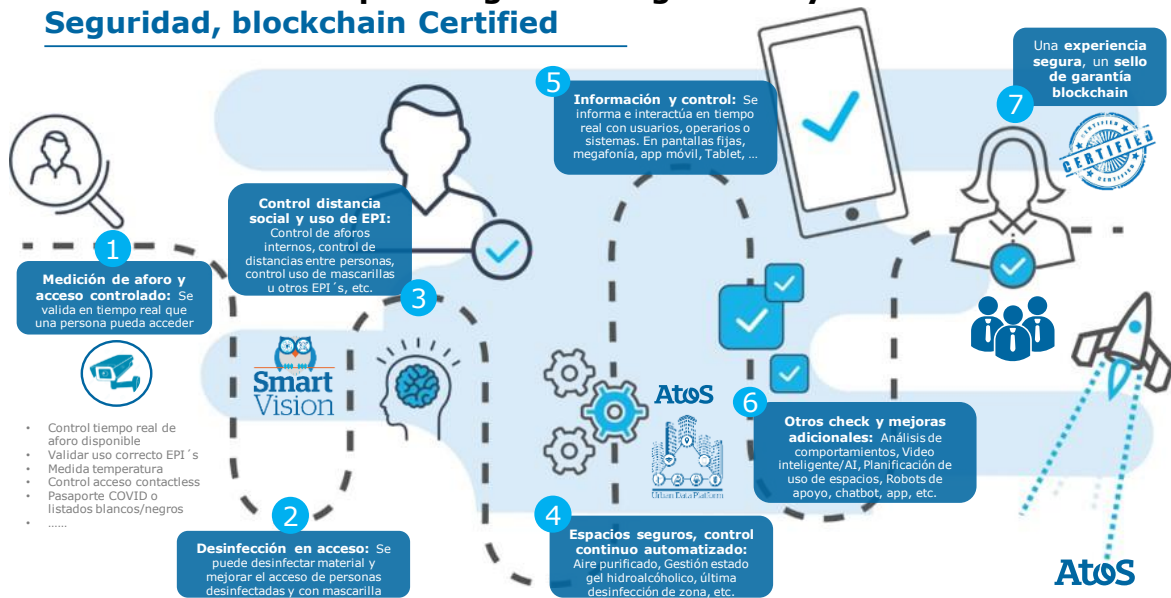 Seguridad, blockchain Certified
1
Medición de aforo y
acceso controlado: Se
valida en tiempo real que
una persona pueda acceder
• Control tiempo real de
aforo disponible
• Validar uso correcto EPI´s
• Medida temperatura
• Control acceso contactless
• Pasaporte COVID o
listados blancos/negros
• ......
2
Desinfección en acceso: Se
puede desinfectar material y
mejorar el acceso de personas
desinfectadas y con mascarilla
Control distancia
social y uso de EPI:
Control de aforos
internos, control de
distancias entre personas,
control uso de mascarillas
u otros EPI´s, etc.
3
Smart
Vision
4
Espacios seguros, control
continuo automatizado:
Aire purificado, Gestión estado
gel hidroalcóholico, última
desinfección de zona, etc.
5
Información y control: Se
informa e interactúa en tiempo
real con usuarios, operarios o
sistemas. En pantallas fijas,
megafonía, app móvil, Tablet, ...
Atos
Urban Data Platform
6
Otros check y mejoras
adicionales: Análisis de
comportamientos, Video
inteligente/AI, Planificación de
uso de espacios, Robots de
apoyo, chatbot, app, etc.
Una experiencia
segura, un sello
de garantía
blockchain
7
CERTIFIED
CERTIFIED
CERTIFIED
Atos